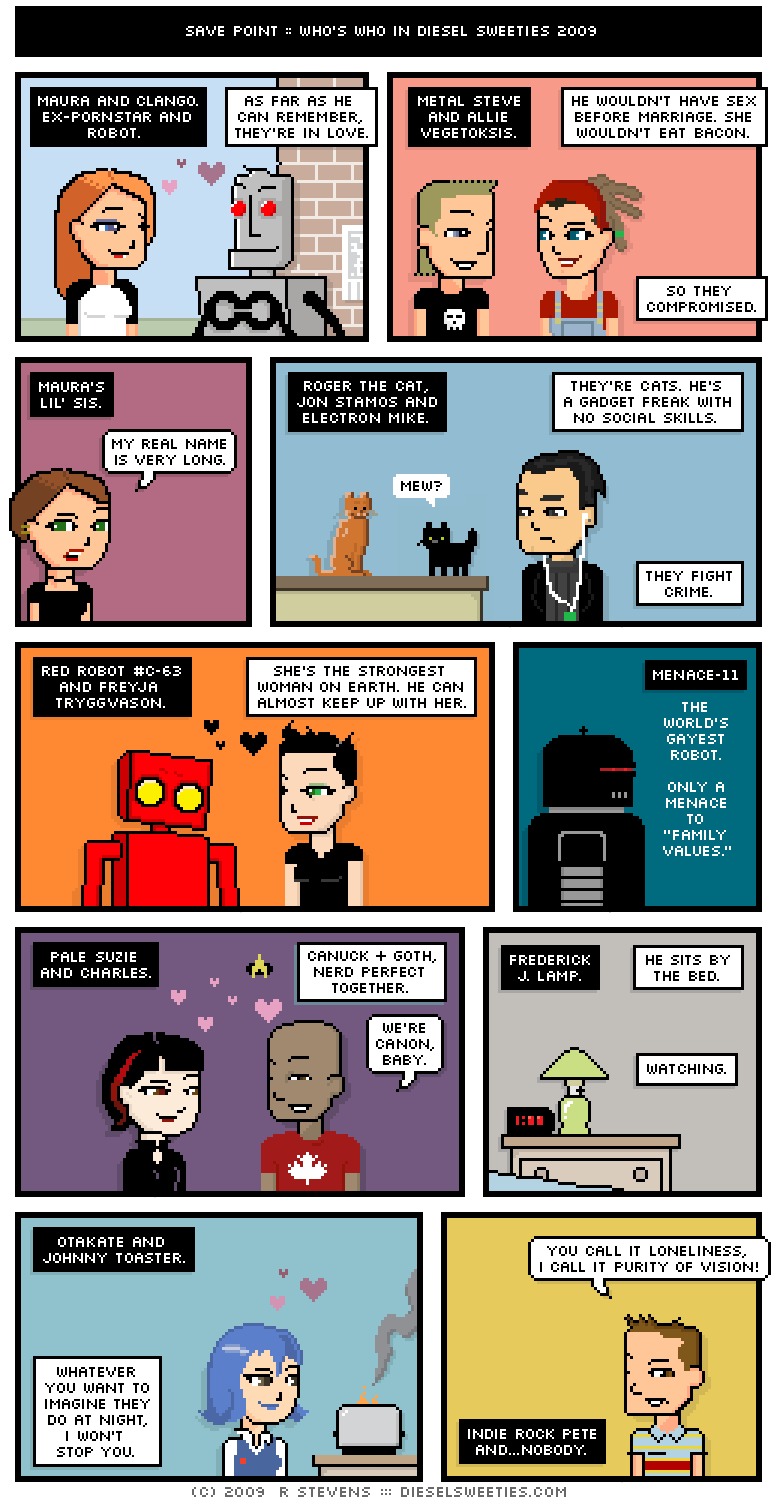 SAVE POINT :: WHO'S WHO IN DIESEL SWEETIES 2009
MAURA AND CLANGO.
EX-PORNSTAR AND
ROBOT.
AS FAR AS HE
CAN REMEMBER,
THEY'RE IN LOVE.
METAL STEVE
AND ALLIE
VEGETOKSIS.
HE WOULDN'T HAVE SEX
BEFORE MARRIAGE. SHE
WOULDN'T EAT BACON.
SO THEY
COMPROMISED.
MAURA'S
LIL' SIS.
MY REAL NAME
IS VERY LONG.
ROGER THE CAT,
JON STAMOS AND
ELECTRON MIKE.
THEY'RE CATS. HE'S
A GADGET FREAK WITH
NO SOCIAL SKILLS.
MEW?
THEY FIGHT
CRIME.
RED ROBOT #C-63
AND FREYJA
TRYGGVASON.
SHE'S THE STRONGEST
WOMAN ON EARTH. HE CAN
ALMOST KEEP UP WITH HER.
MENACE-11
THE
WORLD'S
GAYEST
ROBOT.
ONLY A
MENACE
TO
"FAMILY
VALUES."
PALE SUZIE
AND CHARLES.
CANUCK + GOTH,
NERD PERFECT
TOGETHER.
WE'RE
CANON,
BABY.
FREDERICK
J. LAMP.
HE SITS BY
THE BED.
WATCHING.
OTAKATE AND
JOHNNY TOASTER.
WHATEVER
YOU WANT TO
IMAGINE THEY
DO AT NIGHT,
I WON'T
STOP YOU.
YOU CALL IT LONELINESS,
I CALL IT PURITY OF VISION!
INDIE ROCK PETE
AND...NOBODY.
(C) 2009 R STEVENS ::: DIESELSWEETIES.COM